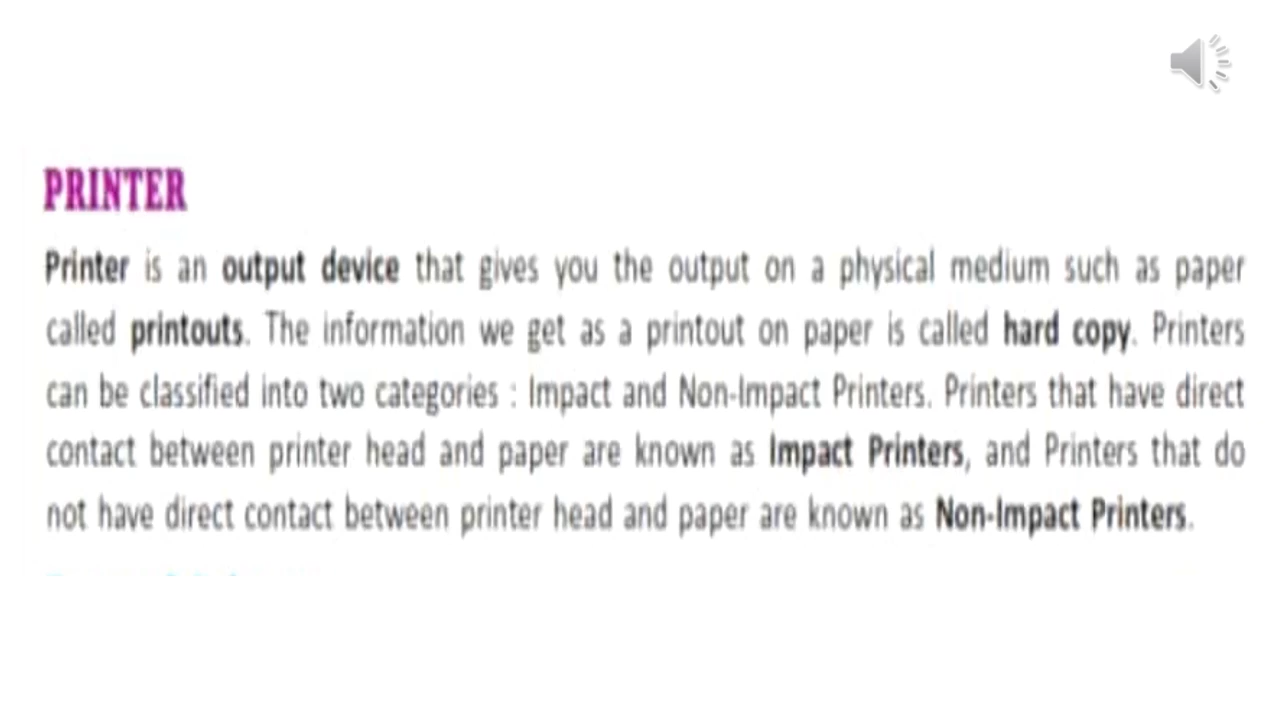 PRINTER
Printer is an output device that gives you the output on a physical medium such as paper
called printouts. The information we get as a printout on paper is called hard copy. Printers
can be classified into two categories : Impact and Non-Impact Printers. Printers that have direct
contact between printer head and paper are known as Impact Printers, and Printers that do
not have direct contact between printer head and paper are known as Non-Impact Printers.